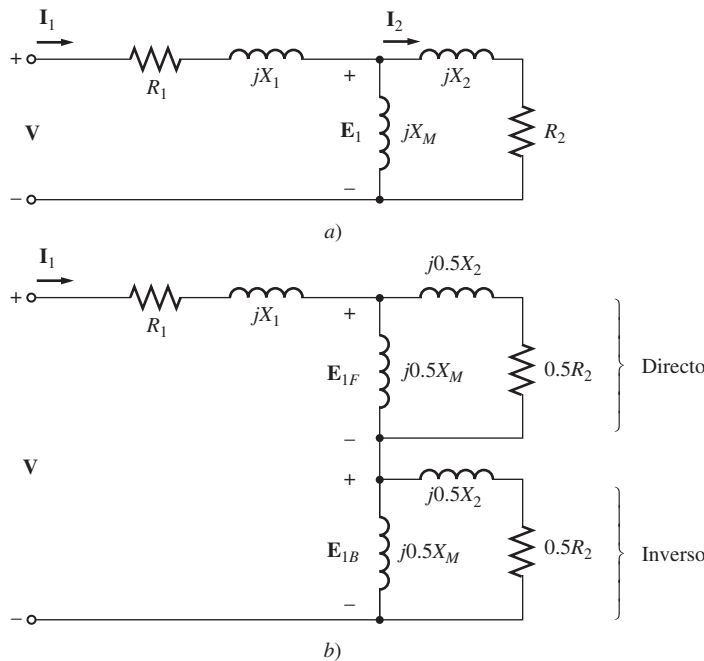 I1 I2
+ R1 jX1 + jX2
V E1 jXM R2
− −
a)
I1 j0.5X2
+ R1 jX1 +
E1F j0.5XM 0.5R2 Directo
−
V + j0.5X2
E1B j0.5XM 0.5R2 Inverso
− −
b)